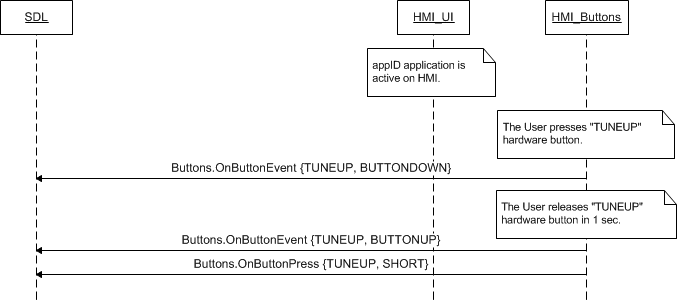 SDL
HMI_UI
HMI_Buttons
appID application is
active on HMI.
The User presses "TUNEUP"
hardware button.
Buttons.OnButtonEvent {TUNEUP, BUTTONDOWN}
The User releases "TUNEUP"
hardware button in 1 sec.
Buttons.OnButtonEvent {TUNEUP, BUTTONUP}
Buttons.OnButtonPress {TUNEUP, SHORT}